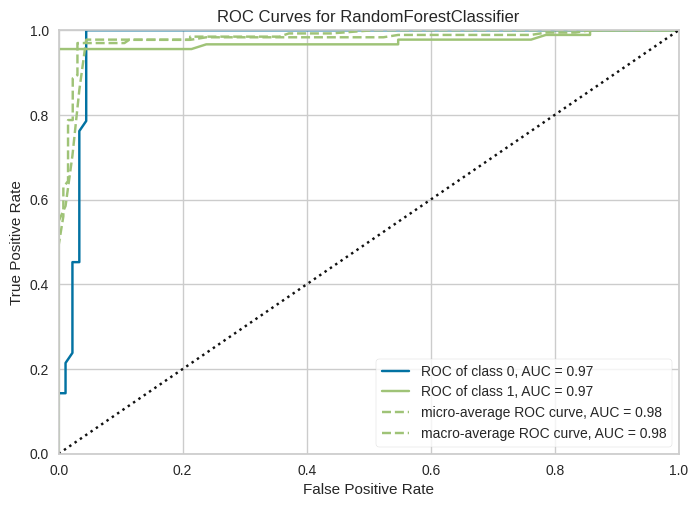 ROC Curves for RandomForestClassifier
True Positive Rate
1.0
0.8
0.6
0.4
0.2
0.0
ROC of class 0, AUC = 0.97
ROC of class 1, AUC = 0.97
micro-average ROC curve, AUC = 0.98
macro-average ROC curve, AUC = 0.98
0.0 0.2 0.4 0.6 0.8 1.0
False Positive Rate